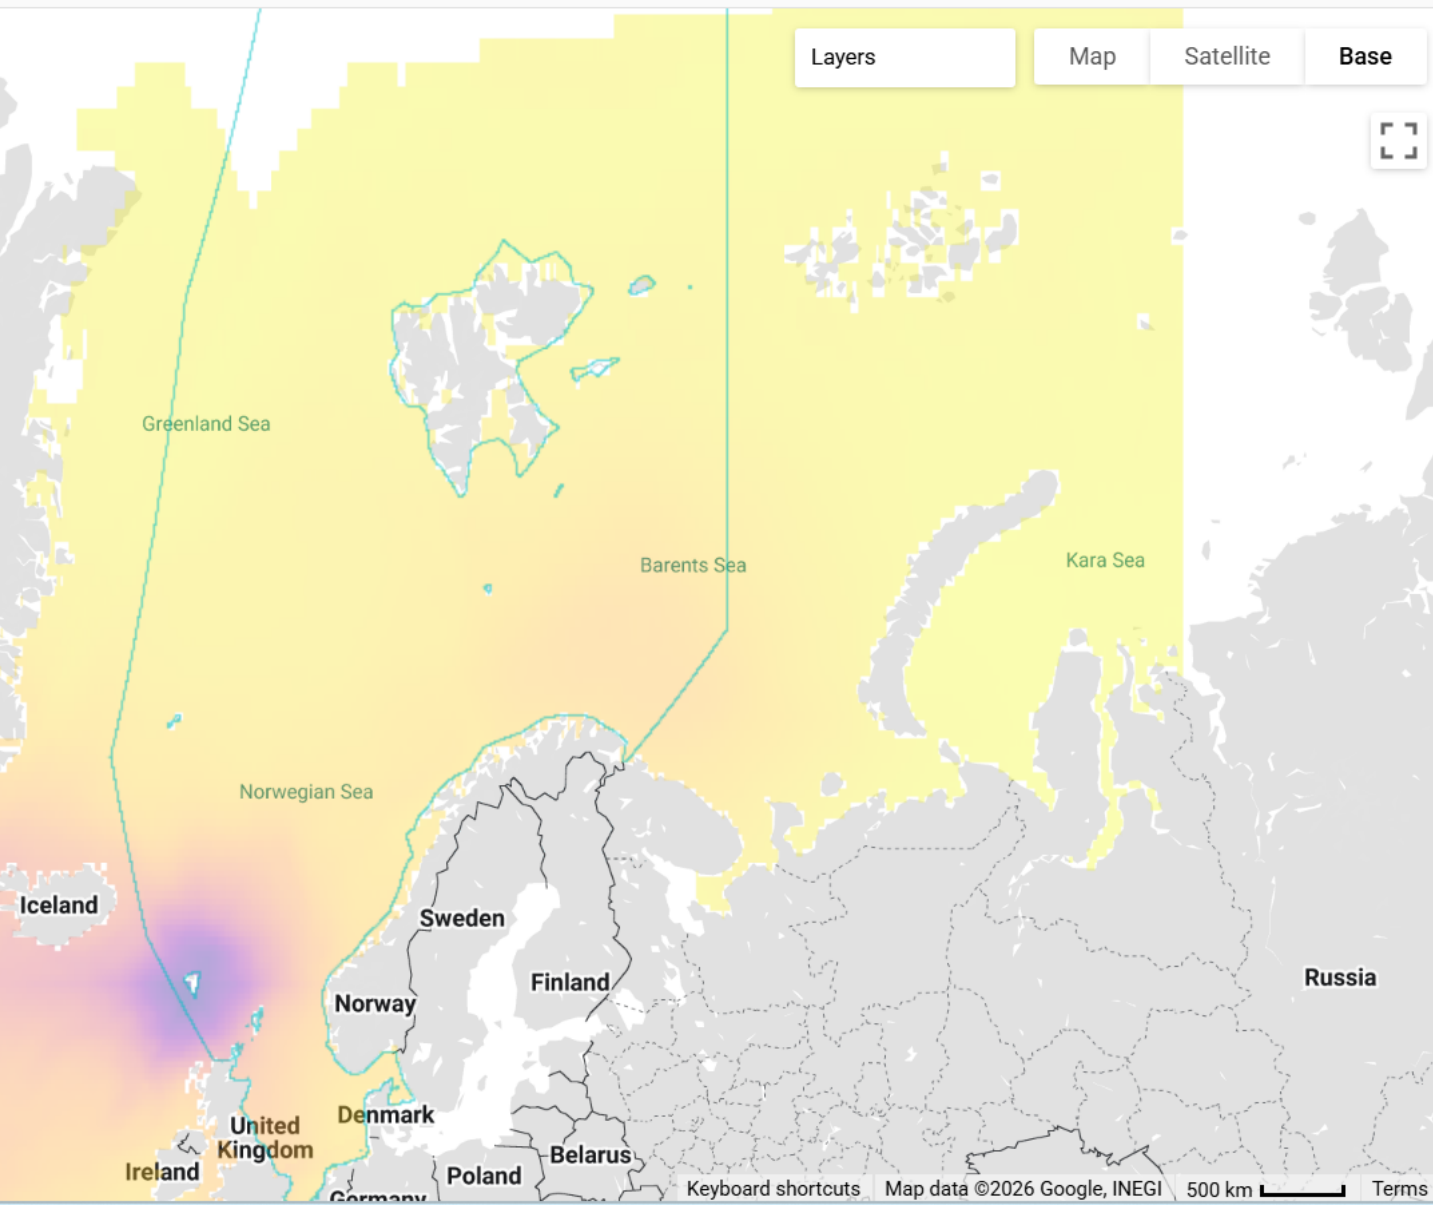 Layers
Map
Satellite
Base
Greenland Sea
Barents Sea
Kara Sea
Norwegian Sea
Iceland
Sweden
Finland
Norway
Russia
Denmark
United
Kingdom
Ireland
Belarus
Poland
Germany
Keyboard shortcuts
Map data ©2026 Google, INEGI
500 km
Terms